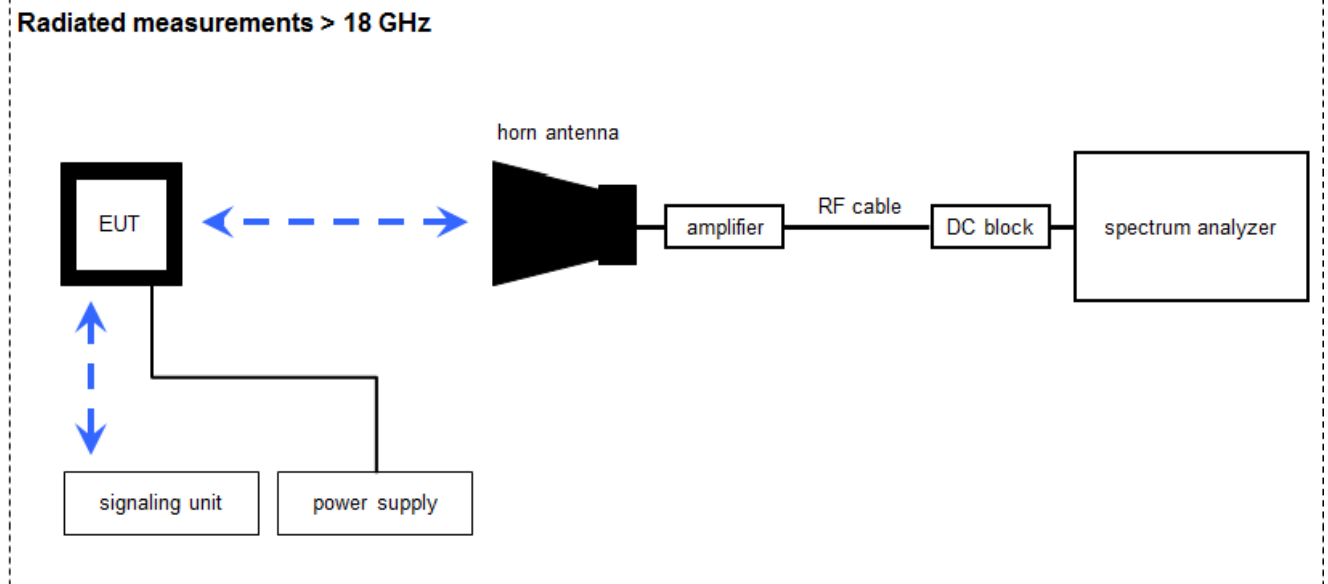 Radiated measurements > 18 GHz
horn antenna
EUT
amplifier
RF cable
DC block
spectrum analyzer
signaling unit
power supply